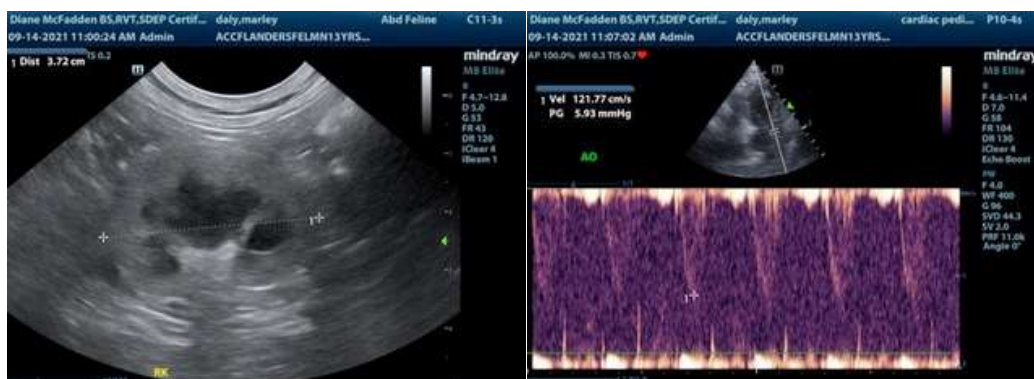 Diane McFadden BS,RVT,SDEP Certif... daly,marley Abd Feline C11-3s
09-14-2021 11:00:24 AM Admin ACCFLANDERSFELMN13YRS...
TIS 0.2
1 Dist 3.72 cm
m
mindray
M8 Elite
B
F 4.7-12.8
D 5.0
G 53
FR 43
DR 120
iClear 4
iBeam 1
1
RK
Diane McFadden BS,RVT,SDEP Certif... daly,marley cardiac pedi... P10-4s
09-14-2021 11:07:02 AM Admin ACCFLANDERSFELMN13YRS...
AP 100.0% MI 0.3 TIS 0.7
1 Vel 121.77 cm/s
PG 5.93 mmHg
AO
m
mindray
M8 Elite
B
F 4.6-11.4
D 7.0
G 58
FR 104
DR 130
iClear 4
Echo Boost
PW
F 4.0
WF 400
G 96
SVD 44.3
SV 2.0
PRF 11.0k
Angle 0°
1